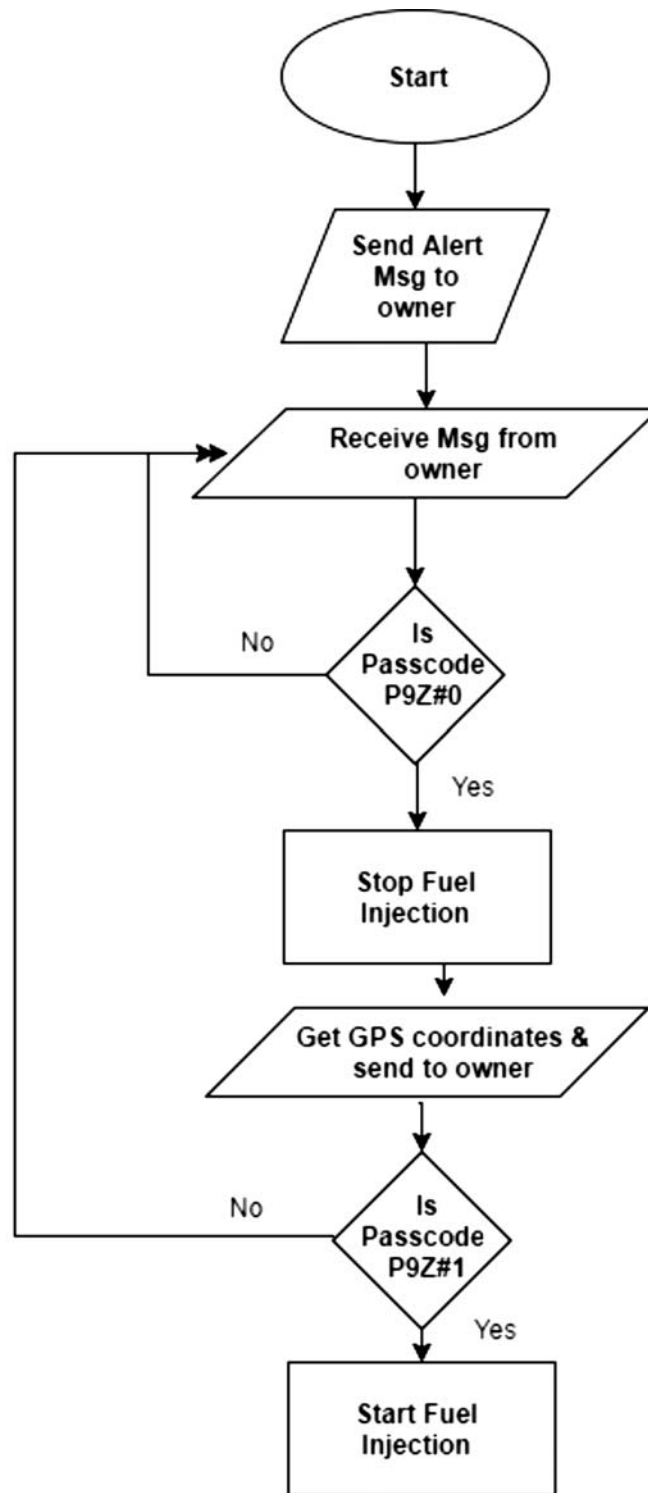 Start
Send Alert
Msg to
owner
Receive Msg from
owner
No
Is
Passcode
P9Z#0
Yes
Stop Fuel
Injection
Get GPS coordinates &
send to owner
No
Is
Passcode
P9Z#1
Yes
Start Fuel
Injection